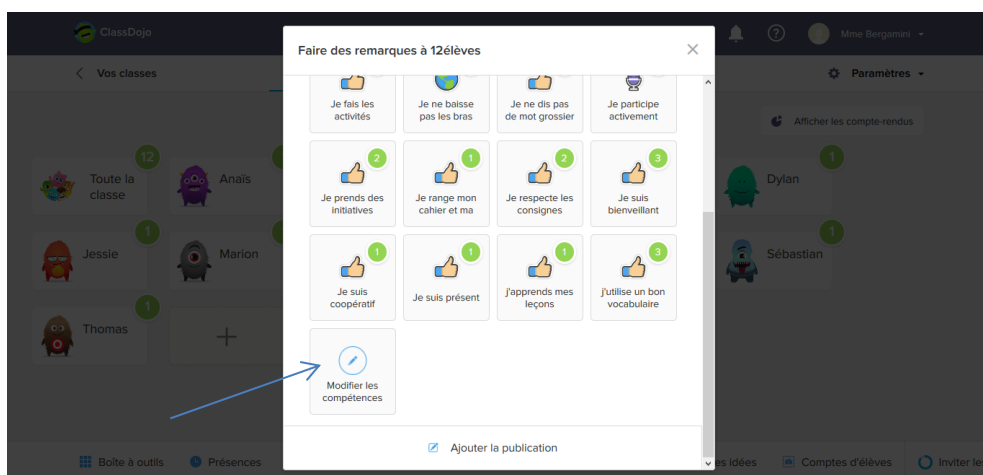 ClassDojo
Faire des remarques à 12élèves
Mme Bergamini
Vos classes
Paramètres
Je fais les
activités
Je ne baisse
pas les bras
Je ne dis pas
de mot grossier
Je participe
activement
Afficher les compte-rendus
12
Toute la
classe
Anaïs
2
Je prends des
initiatives
1
Je range mon
cahier et ma
2
Je respecte les
consignes
3
Je suis
bienveillant
1
Dylan
1
Jessie
Marion
1
Je suis
coopératif
1
Je suis présent
1
j'apprends mes
leçons
3
j'utilise un bon
vocabulaire
1
Sébastian
1
Thomas
Modifier les
compétences
Ajouter la publication
Boîte à outils
Présences
es idées
Comptes d'élèves
Inviter le